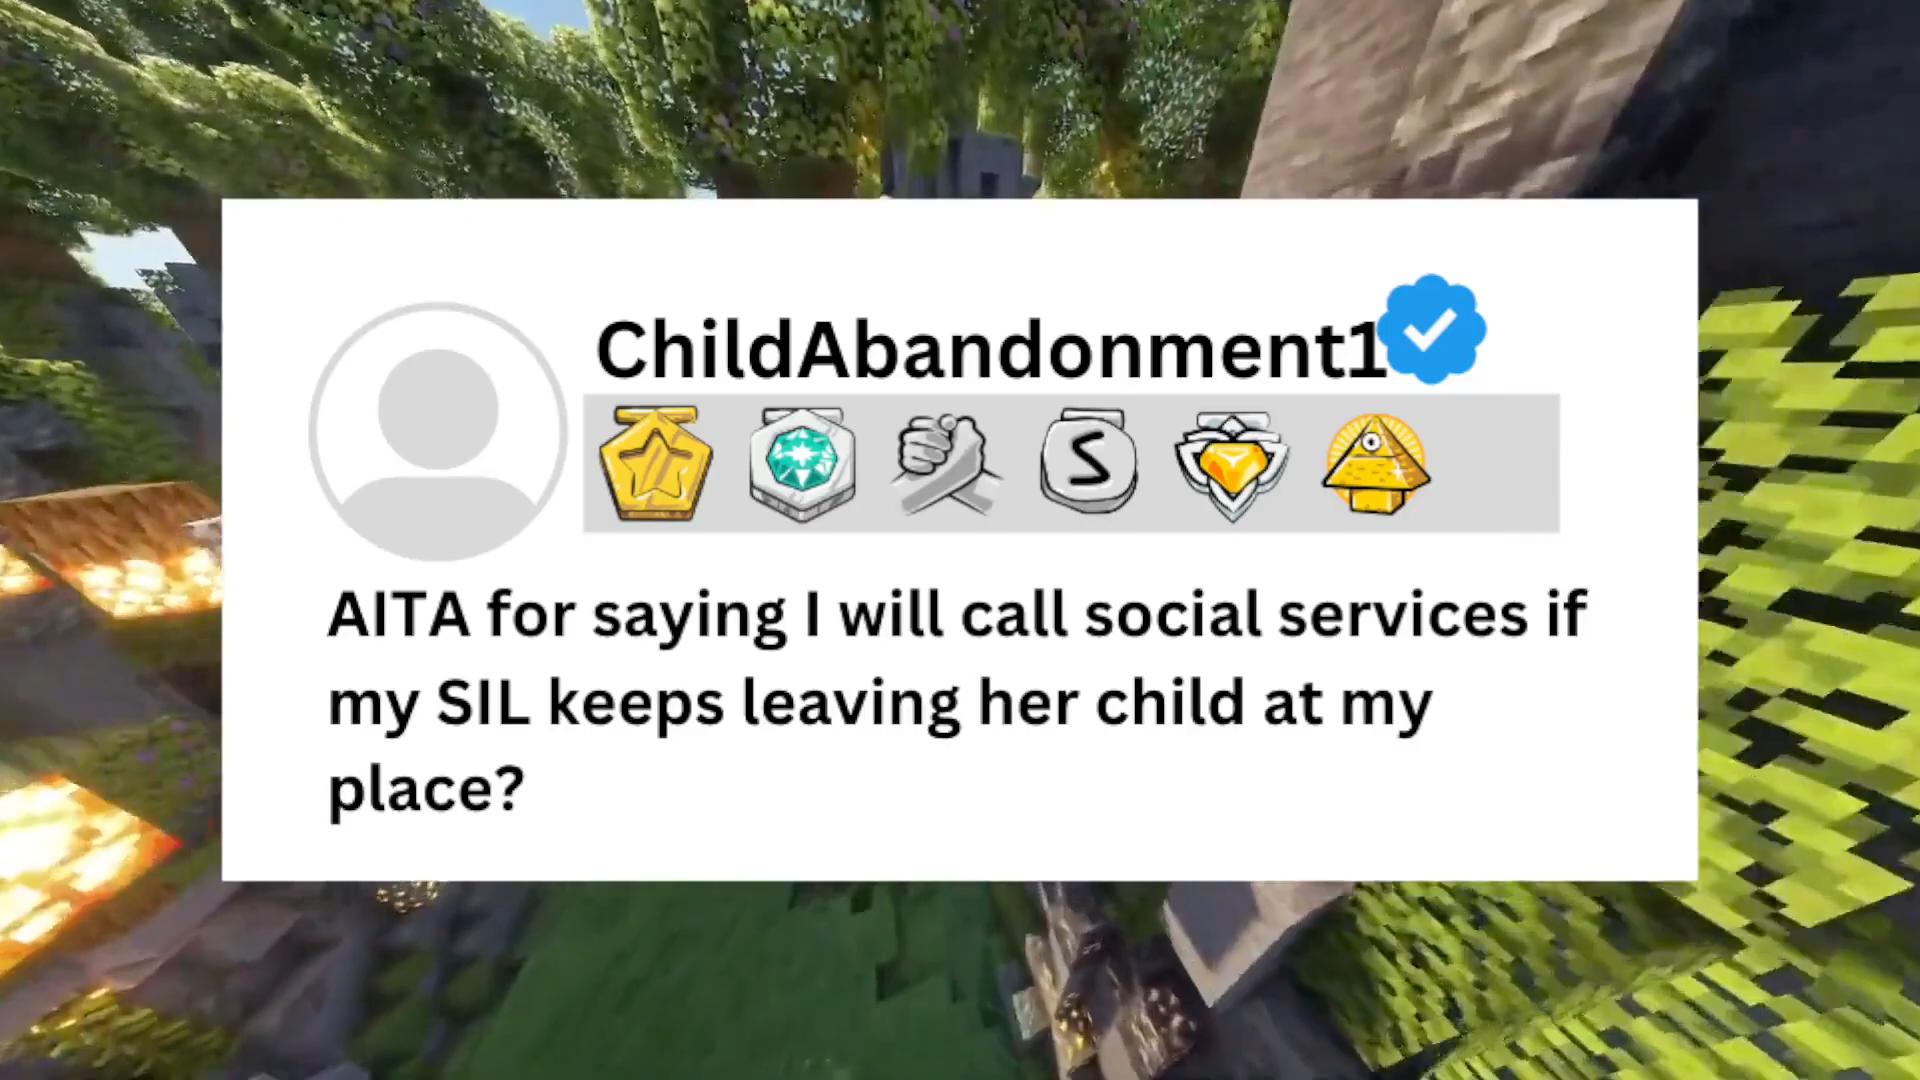 ChildAbandonment1
S
AITA for saying I will call social services if
my SIL keeps leaving her child at my
place?